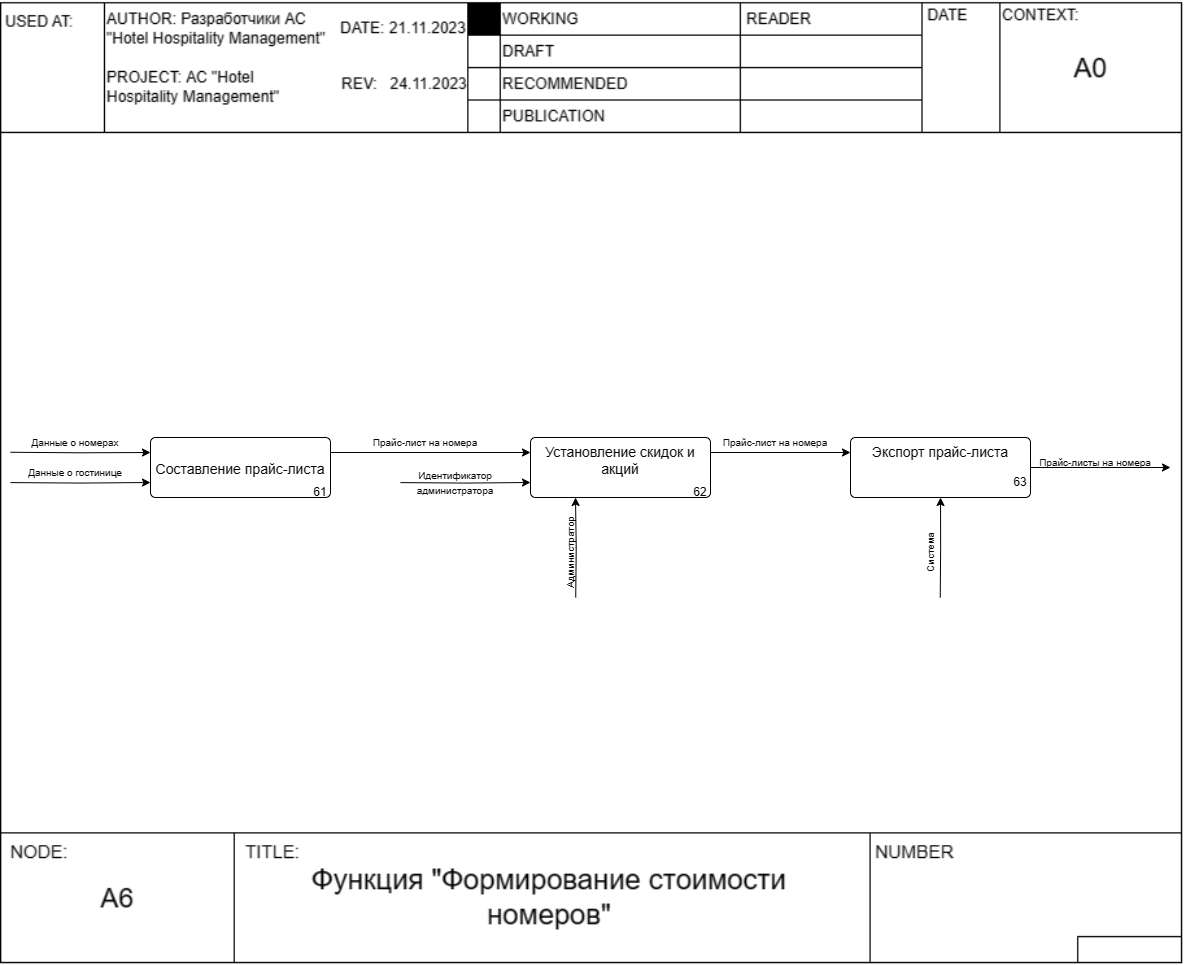 USED AT:
AUTHOR: Разработчики АС
"Hotel Hospitality Management"
DATE: 21.11.2023
PROJECT: АС "Hotel
Hospitality Management"
REV: 24.11.2023
WORKING
DRAFT
RECOMMENDED
PUBLICATION
READER
DATE
CONTEXT:
A0
Данные о номерах
Данные о гостинице
Составление прайс-листа
61
Прайс-лист на номера
Идентификатор
администратора
Установление скидок и
акций
62
Администратор
Прайс-лист на номера
Экспорт прайс-листа
63
Система
Прайс-листы на номера
NODE:
A6
TITLE:
Функция "Формирование стоимости
номеров"
NUMBER